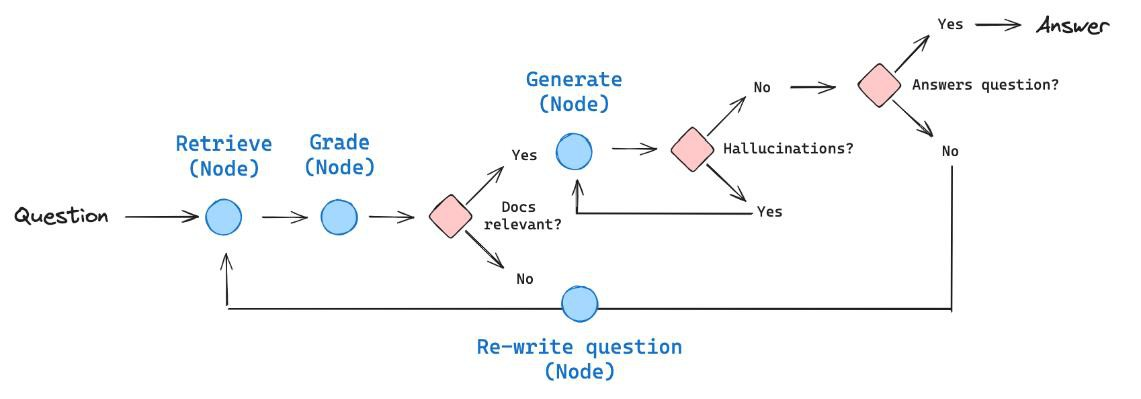 Yes
Answer
Generate
(Node)
Answers question?
No
Retrieve
(Node)
Grade
(Node)
Yes
Hallucinations?
No
Question
Docs
relevant?
Yes
No
Re-write question
(Node)